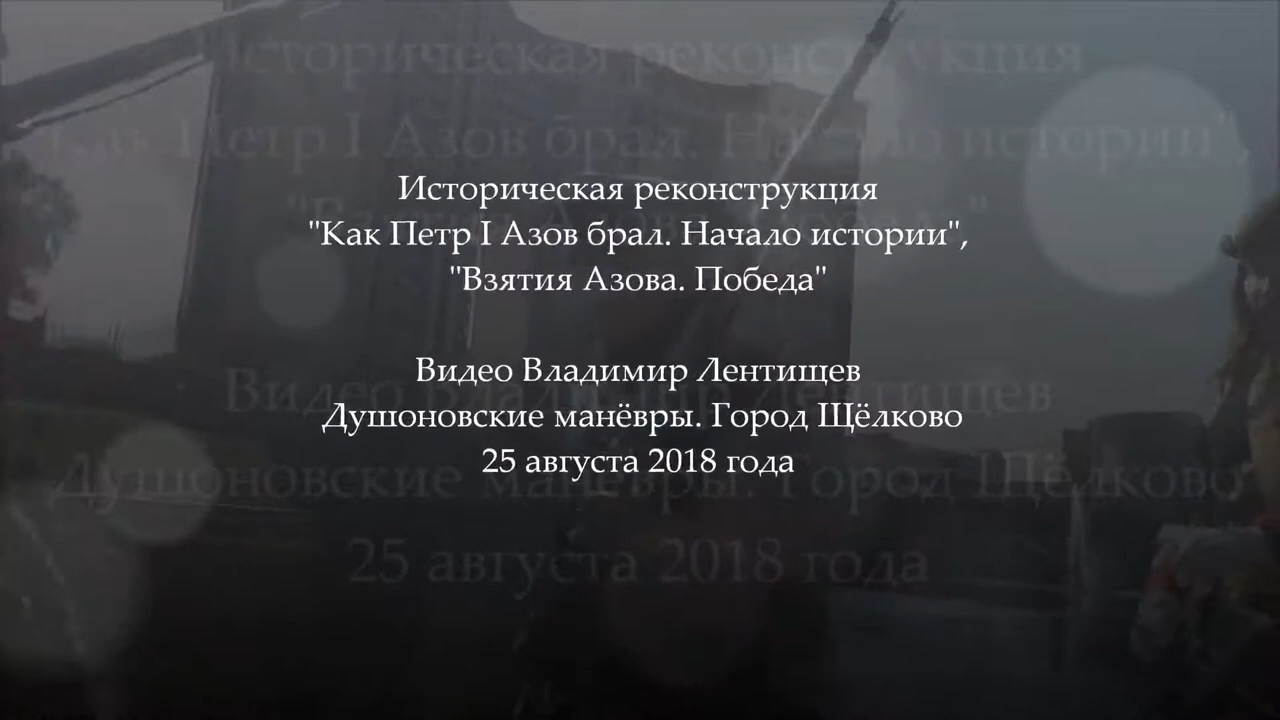 Историческая реконструкция
"Как Петр I Азов брал. Начало истории",
"Взятия Азова. Победа"
Видео Владимир Лентищев
Душоновские манёвры. Город Щёлково
25 августа 2018 года